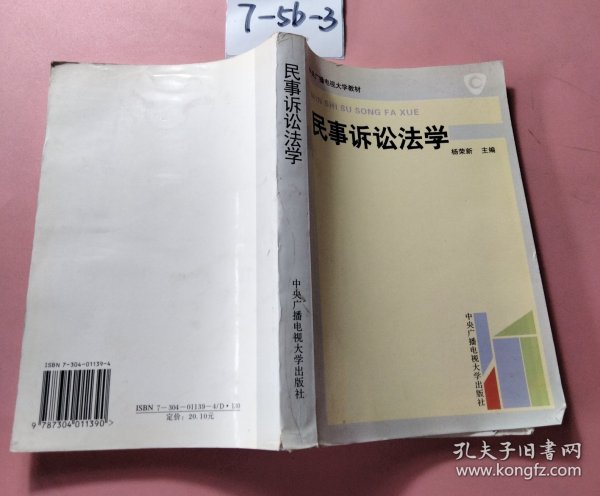 7-5b-3
中央广播电视大学教材
MIN SHI SU SONG FA XUE
民事诉讼法学
杨荣新 主编
中央广播电视大学出版社
民事诉讼法学
中央广播电视大学出版社
ISBN 7-304-01139-4
9 787304 011390 >
ISBN 7—304—01139—4/D·130
定价：20.10元
孔夫子旧书网
www.kongfz.com